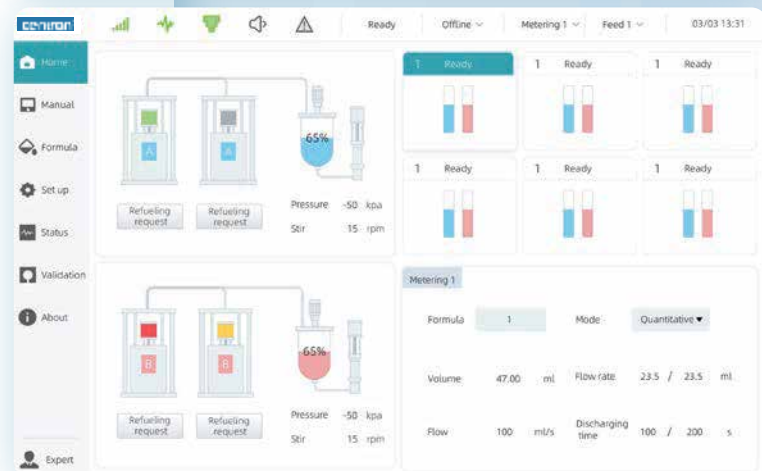 centron
Ready
Offline
Metering 1
Feed 1
03/03 13:31
Home
Manual
Formula
Set up
Status
Validation
About
Expert
A
A
65%
Refueling
request
Refueling
request
Pressure -50 kpa
Stir 15 rpm
B
B
65%
Refueling
request
Refueling
request
Pressure -50 kpa
Stir 15 rpm
1 Ready
1 Ready
1 Ready
1 Ready
1 Ready
1 Ready
Metering 1
Formula 1 Mode Quantitative
Volume 47.00 ml Flow rate 23.5 / 23.5 ml
Flow 100 ml/s Discharging time 100 / 200 s